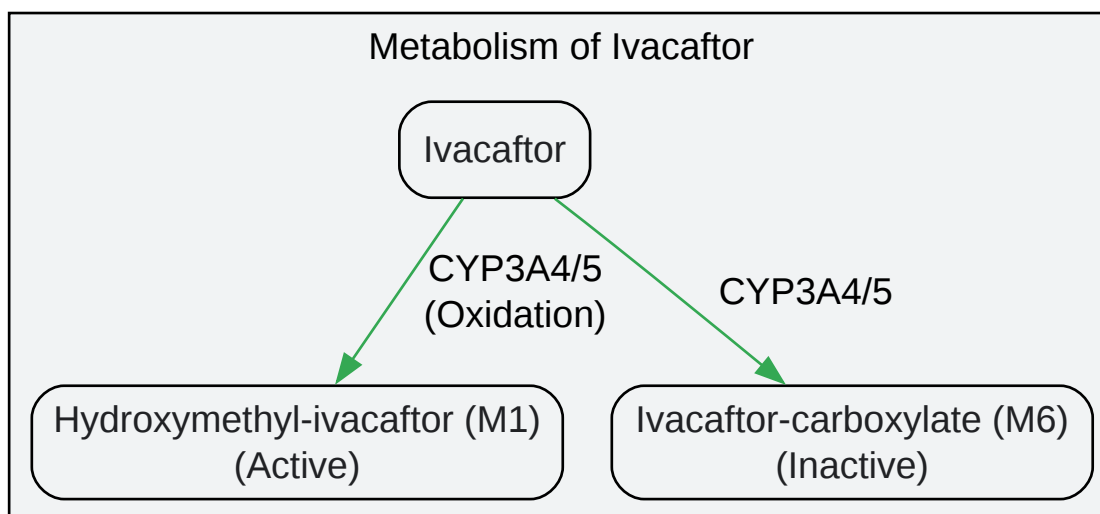 Metabolism of Ivacaftor
Ivacaftor
CYP3A4/5
(Oxidation)
CYP3A4/5
Hydroxymethyl-ivacaftor (M1)
(Active)
Ivacaftor-carboxylate (M6)
(Inactive)